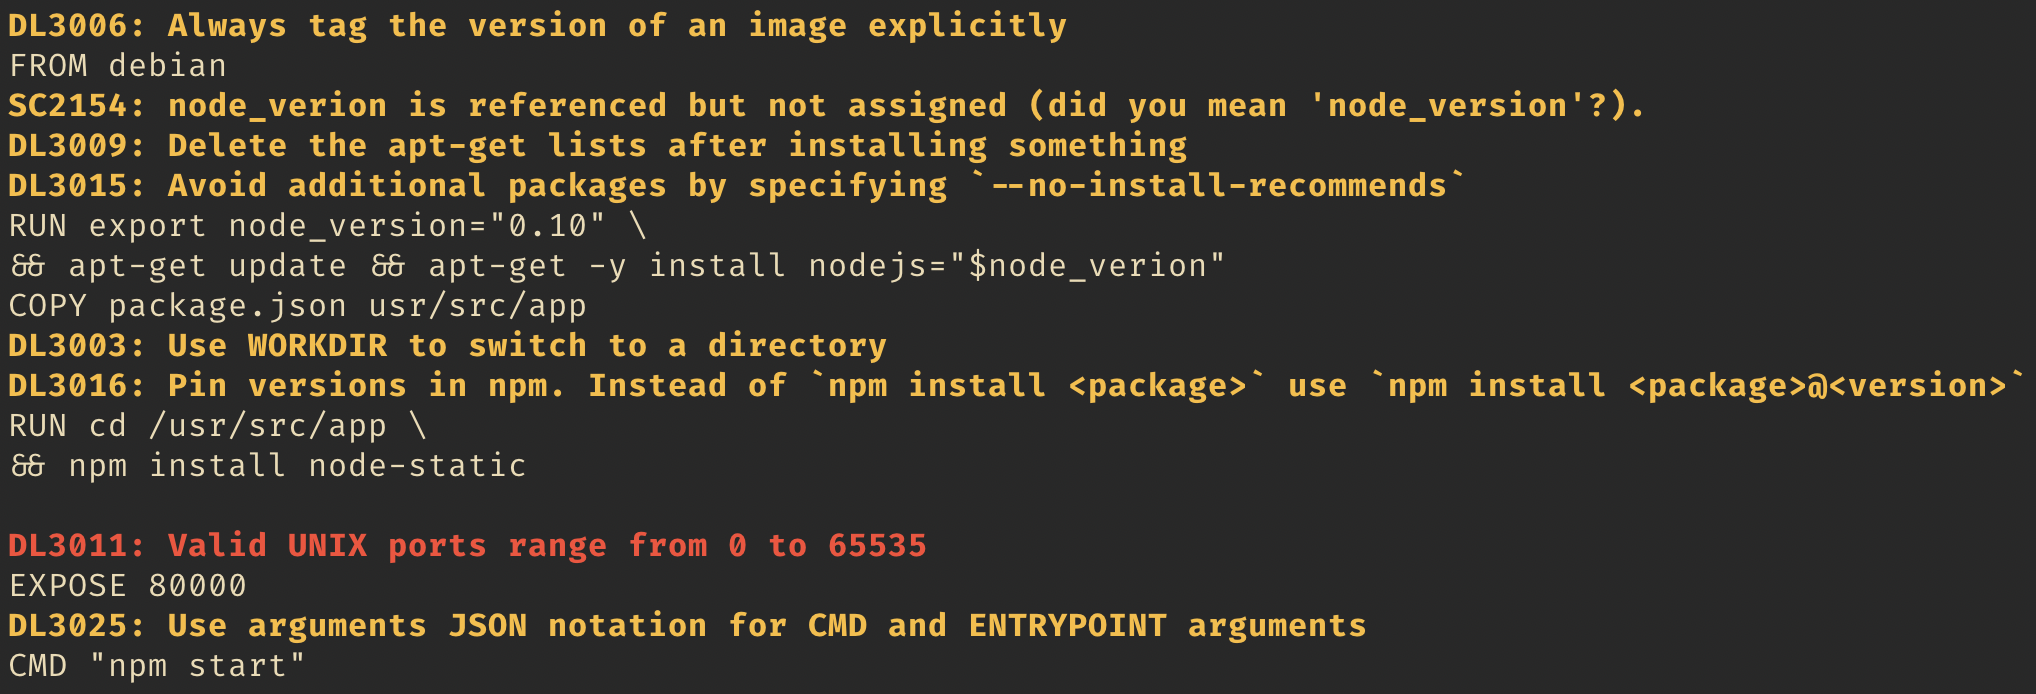 DL3006: Always tag the version of an image explicitly
FROM debian
SC2154: node_verion is referenced but not assigned (did you mean 'node_version'?).
DL3009: Delete the apt-get lists after installing something
DL3015: Avoid additional packages by specifying `--no-install-recommends`
RUN export node_version="0.10" \
&& apt-get update && apt-get -y install nodejs="$node_verion"
COPY package.json usr/src/app
DL3003: Use WORKDIR to switch to a directory
DL3016: Pin versions in npm. Instead of `npm install <package>` use `npm install <package>@<version>`
RUN cd /usr/src/app \
&& npm install node-static
DL3011: Valid UNIX ports range from 0 to 65535
EXPOSE 80000
DL3025: Use arguments JSON notation for CMD and ENTRYPOINT arguments
CMD "npm start"